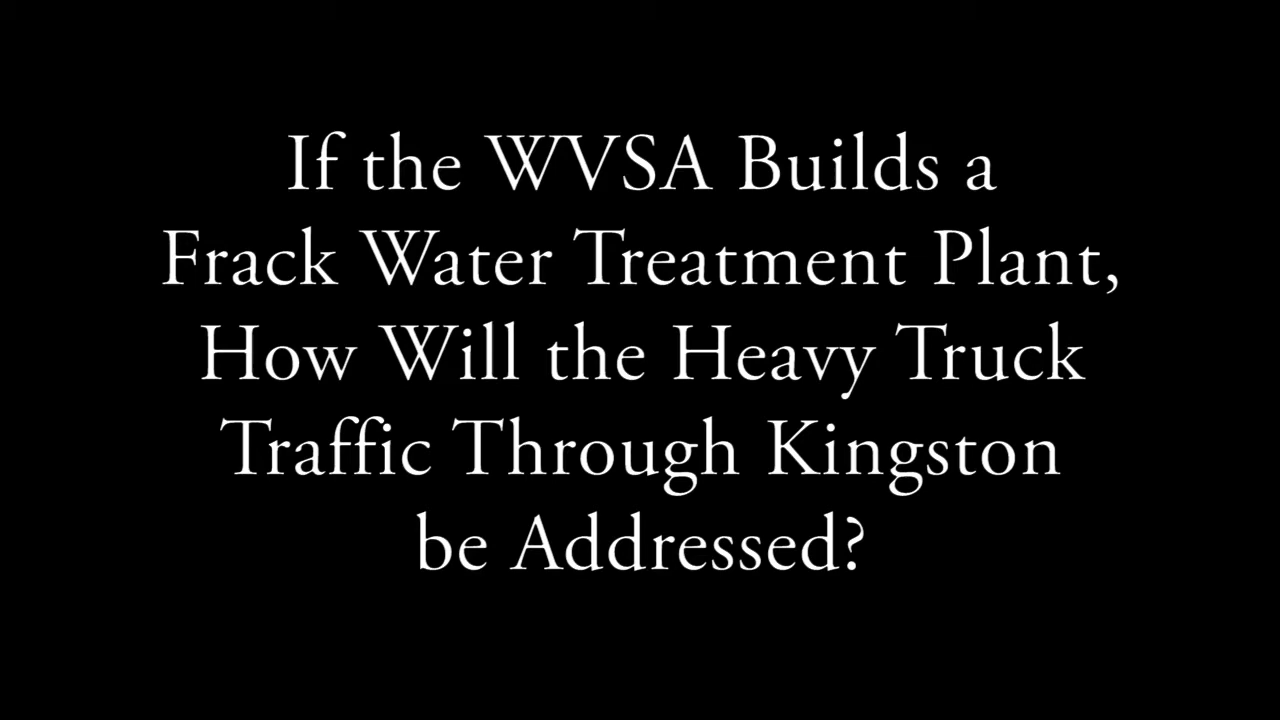 If the WVSA Builds a
Frack Water Treatment Plant,
How Will the Heavy Truck
Traffic Through Kingston
be Addressed?